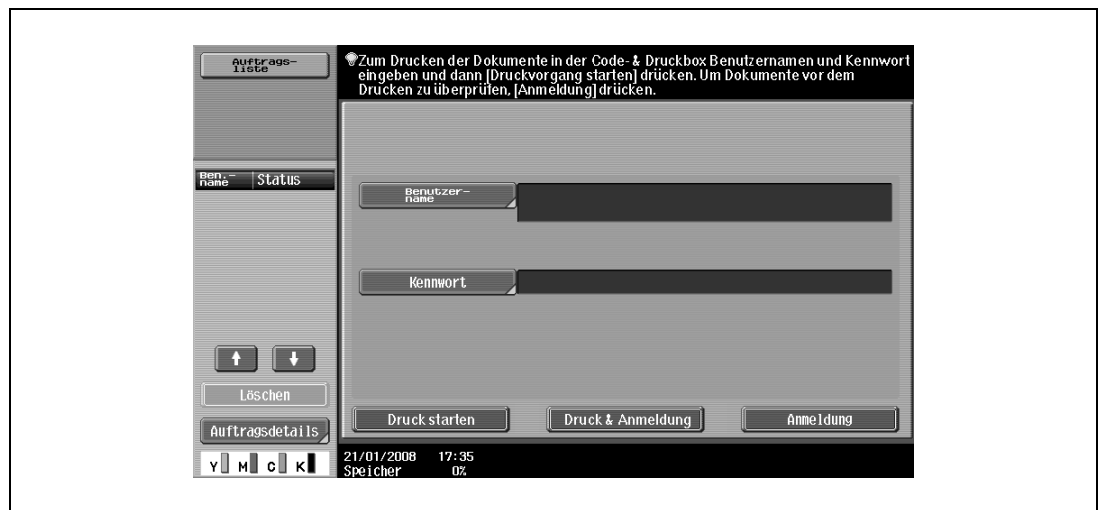 Auftrags-
liste
Zum Drucken der Dokumente in der Code- & Druckbox Benutzernamen und Kennwort
eingeben und dann [Druckvorgang starten] drücken. Um Dokumente vor dem
Drucken zu überprüfen, [Anmeldung] drücken.
Ben.-
name Status
Benutzer-
name
Kennwort
Löschen
Auftragsdetails
Druck starten Druck & Anmeldung Anmeldung
Y M C K
21/01/2008 17:35
Speicher 0%